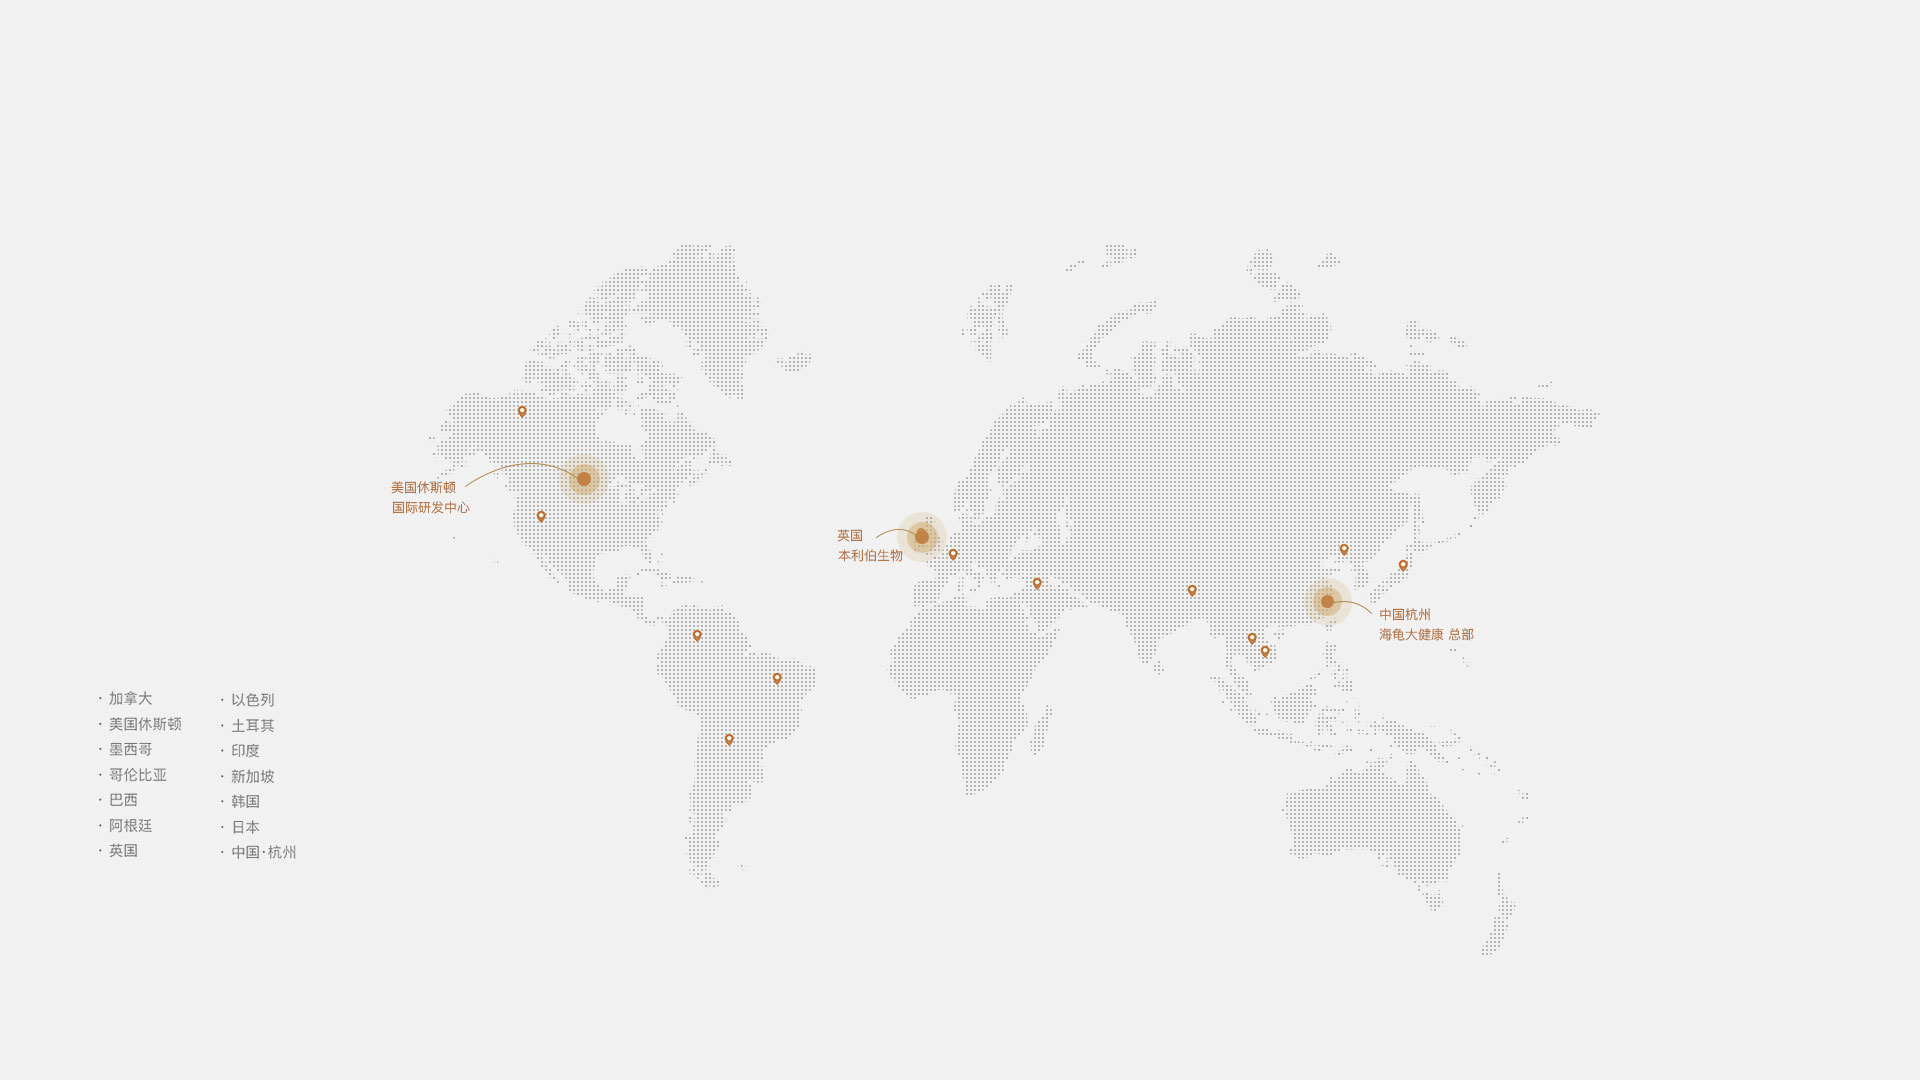 美国休斯顿
国际研发中心
英国
本利伯生物
中国杭州
海龟大健康 总部
· 加拿大
· 美国休斯顿
· 墨西哥
· 哥伦比亚
· 巴西
· 阿根廷
· 英国
· 以色列
· 土耳其
· 印度
· 新加坡
· 韩国
· 日本
· 中国·杭州